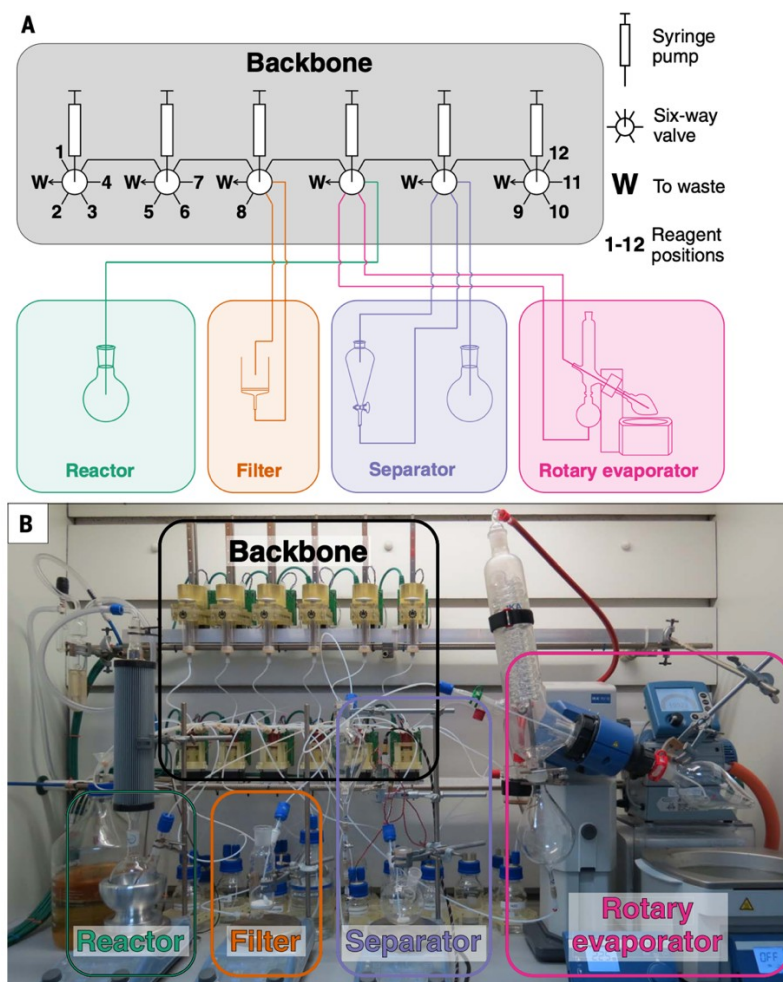 A
Backbone
Syringe
pump
Six-way
valve
W To waste
1-12 Reagent
positions
1
12
W 4 W 7 W W W W 11
2 3 5 6 8 9 10
Reactor
Filter
Separator
Rotary evaporator
B
Backbone
Reactor
Filter
Separator
Rotary
evaporator
OFF